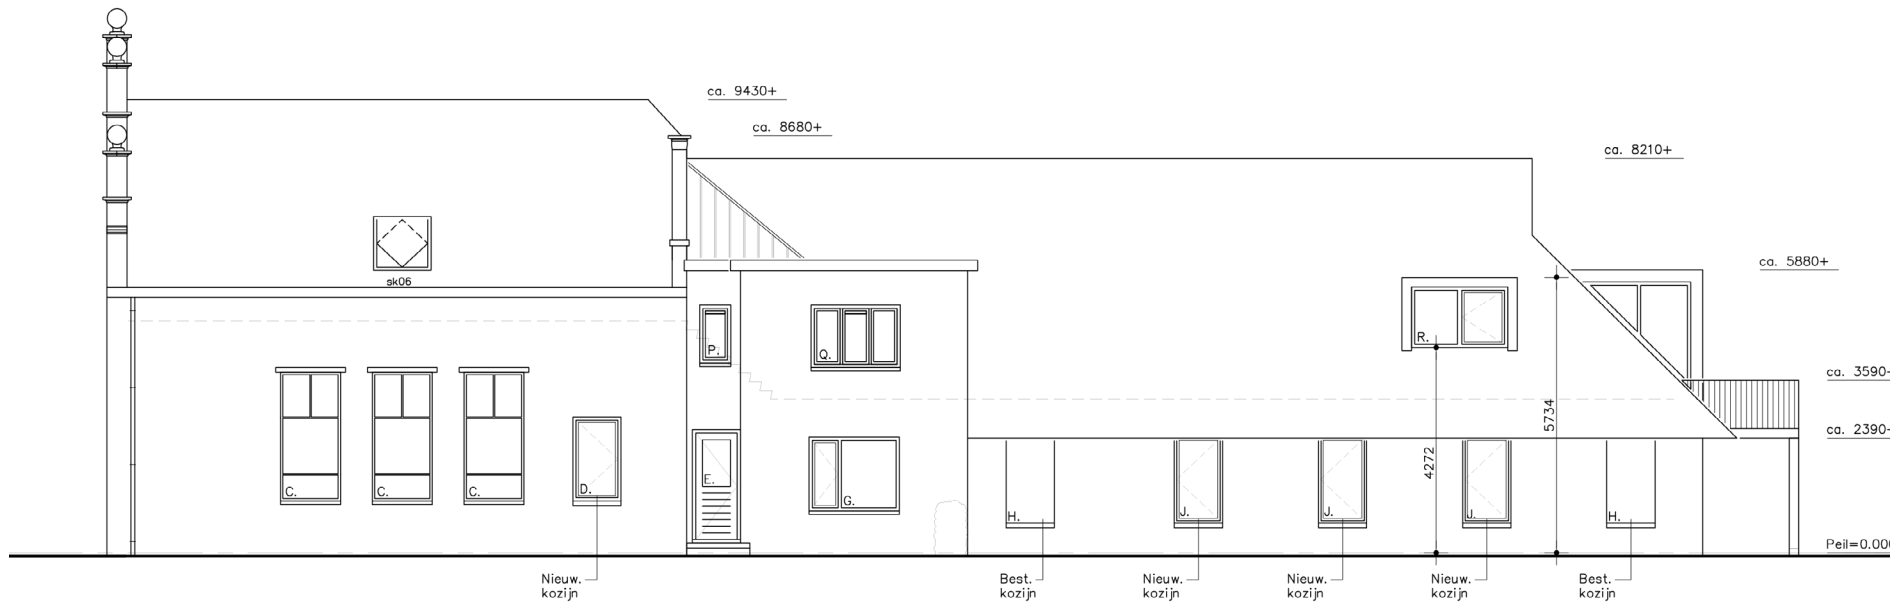 ca. 9430+
ca. 8680+
ca. 8210+
ca. 5880+
sk06
P.
Q.
R.
ca. 3590+
5734
ca. 2390+
4272
C.
C.
C.
D.
E.
G.
H.
J.
J.
J.
H.
Peil=0.000
Nieuw.
kozijn
Best.
kozijn
Nieuw.
kozijn
Nieuw.
kozijn
Nieuw.
kozijn
Best.
kozijn